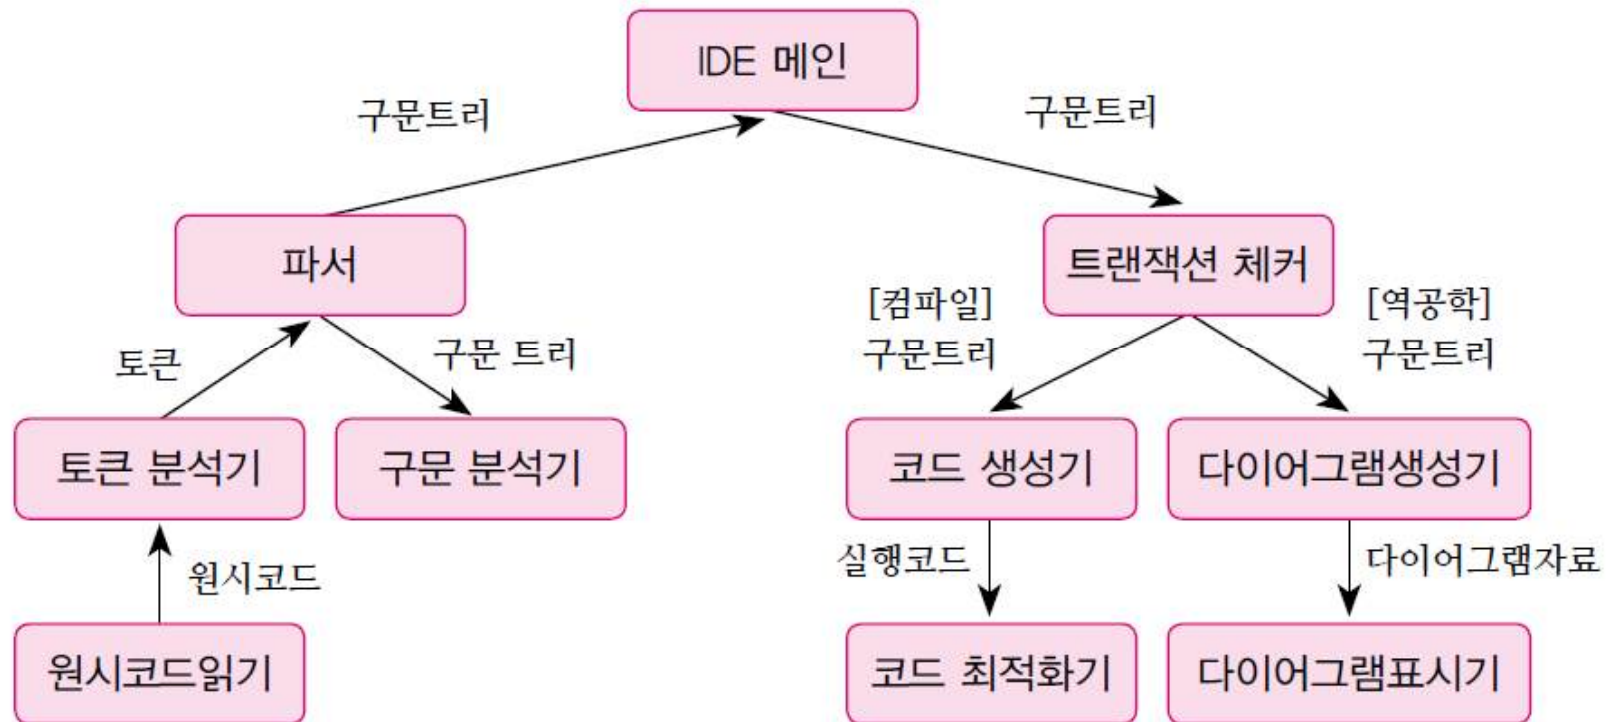 IDE 메인
구문트리
구문트리
파서
트랜잭션 체커
[컴파일]
구문트리
[역공학]
구문트리
토큰
구문 트리
토큰 분석기
구문 분석기
코드 생성기
다이어그램생성기
원시코드
실행코드
다이어그램자료
원시코드읽기
코드 최적화기
다이어그램표시기